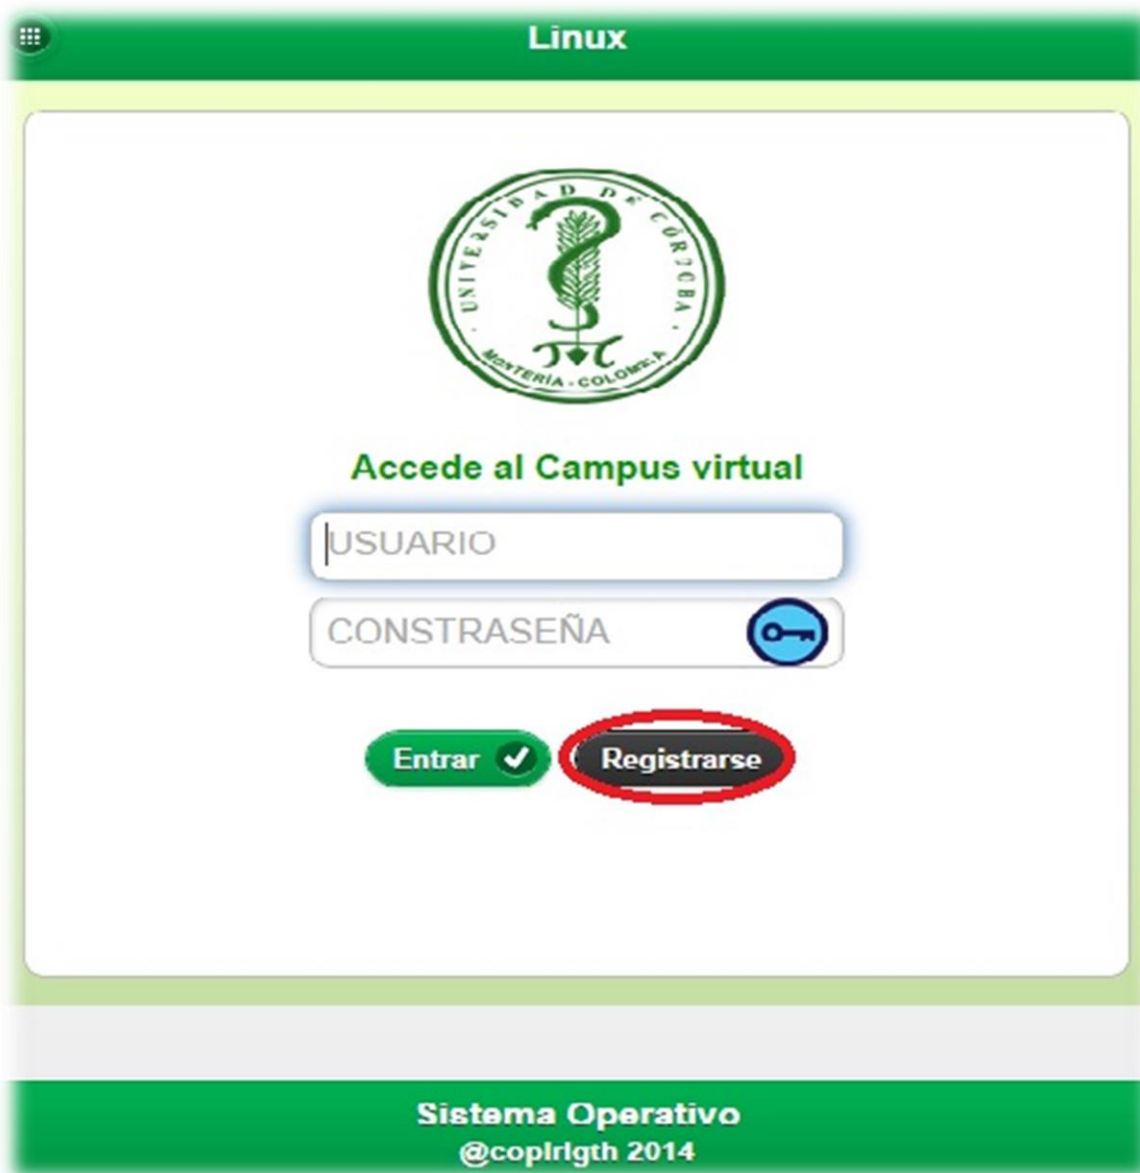 Linux
UNIVERSIDAD DE CÓRDOBA
MONTERÍA - COLOMBIA
Accede al Campus virtual
USUARIO
CONSTRASEÑA
Entrar
Registrarse
Sistema Operativo
@copirigth 2014